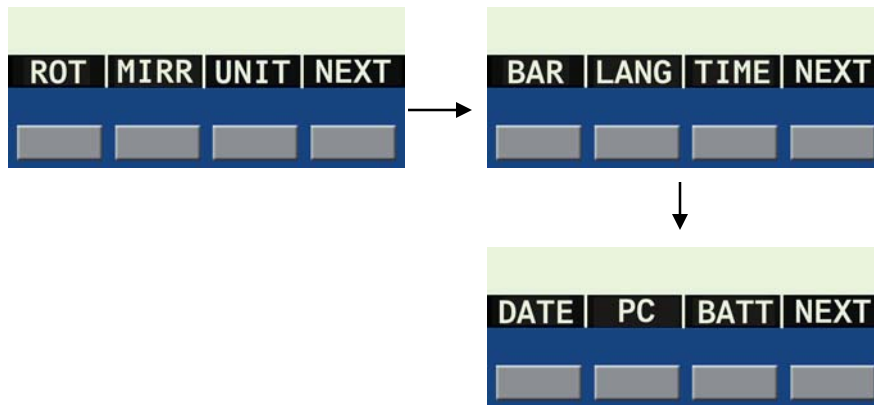 ROT MIRR UNIT NEXT
BAR LANG TIME NEXT
DATE PC BATT NEXT